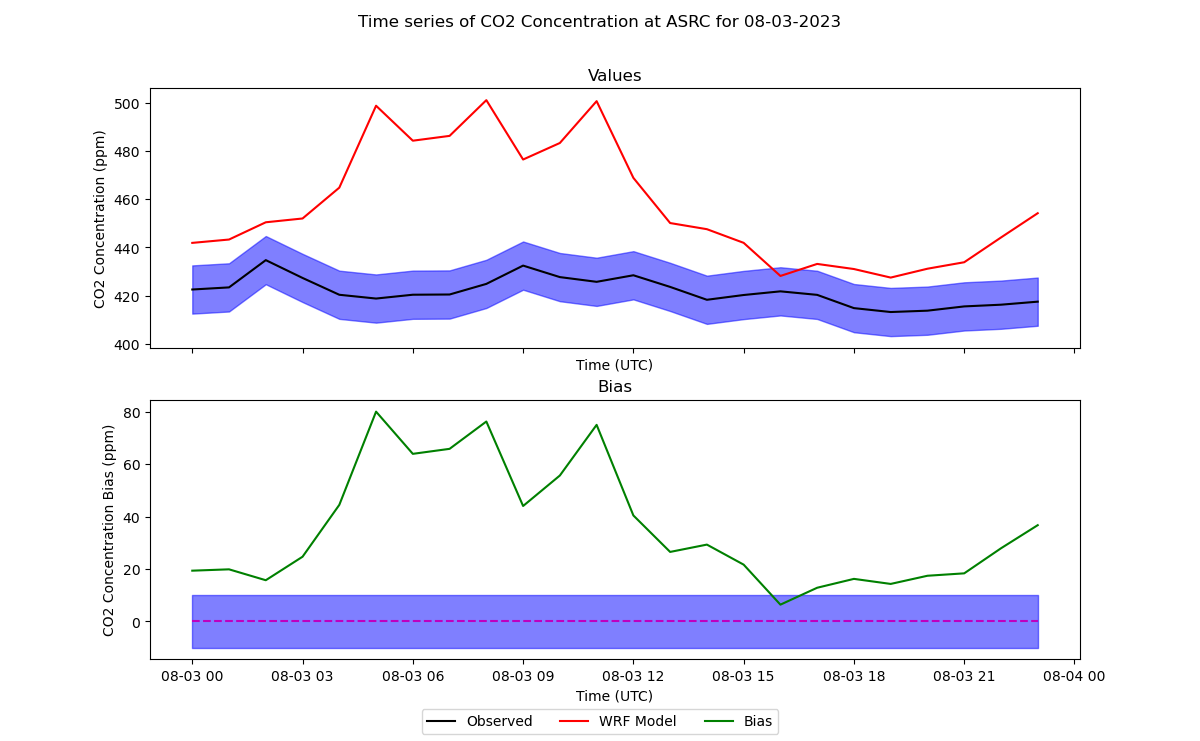 Time series of CO2 Concentration at ASRC for 08-03-2023
Values
CO2 Concentration (ppm)
500
480
460
440
420
400
Time (UTC)
Bias
CO2 Concentration Bias (ppm)
80
60
40
20
0
08-03 00 08-03 03 08-03 06 08-03 09 08-03 12 08-03 15 08-03 18 08-03 21 08-04 00
Time (UTC)
Observed WRF Model Bias